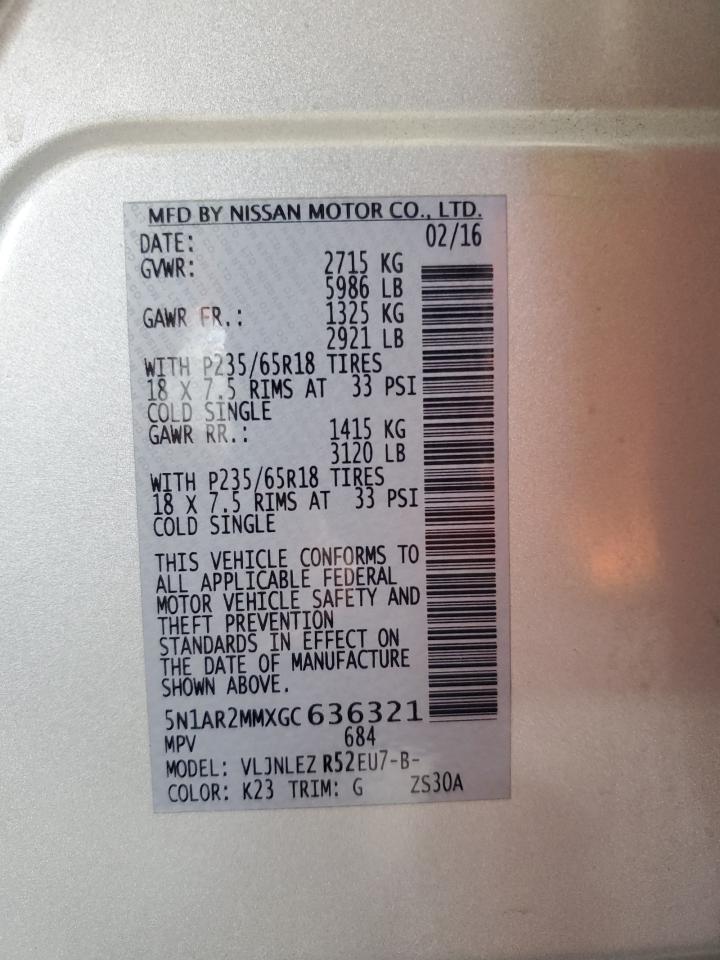 MFD BY NISSAN MOTOR CO., LTD.
DATE: 02/16
GVWR: 2715 KG
5986 LB
GAWR FR.: 1325 KG
2921 LB
WITH P235/65R18 TIRES
18 X 7.5 RIMS AT 33 PSI
COLD SINGLE
GAWR RR.: 1415 KG
3120 LB
WITH P235/65R18 TIRES
18 X 7.5 RIMS AT 33 PSI
COLD SINGLE
THIS VEHICLE CONFORMS TO
ALL APPLICABLE FEDERAL
MOTOR VEHICLE SAFETY AND
THEFT PREVENTION
STANDARDS IN EFFECT ON
THE DATE OF MANUFACTURE
SHOWN ABOVE.
5N1AR2MMXGC636321
MPV 684
MODEL: VLJNLEZ R52EU7-B-
COLOR: K23 TRIM: G ZS30A